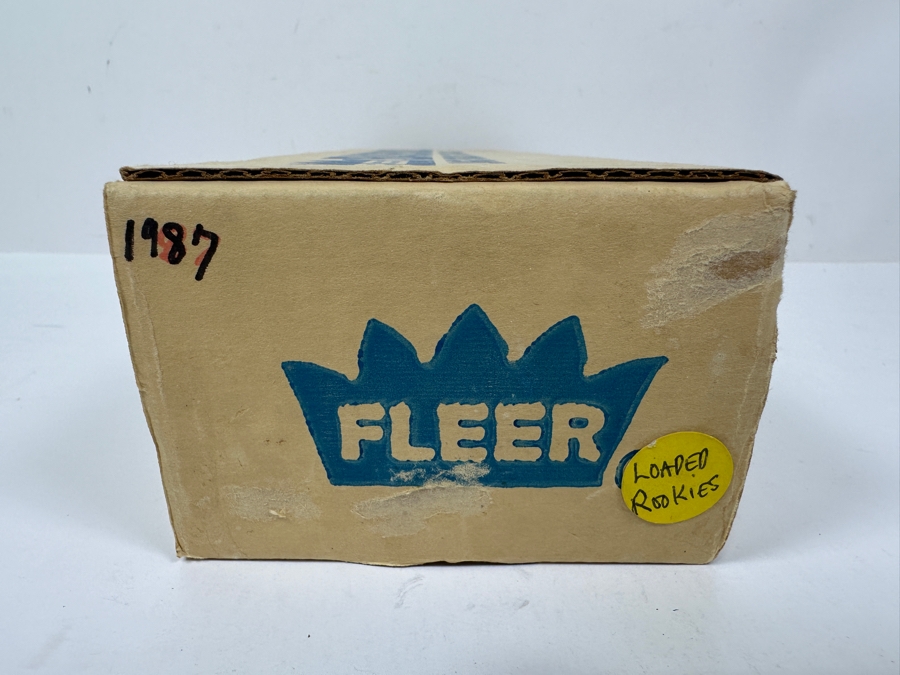 1987
FLEER
LOADED
ROOKIES